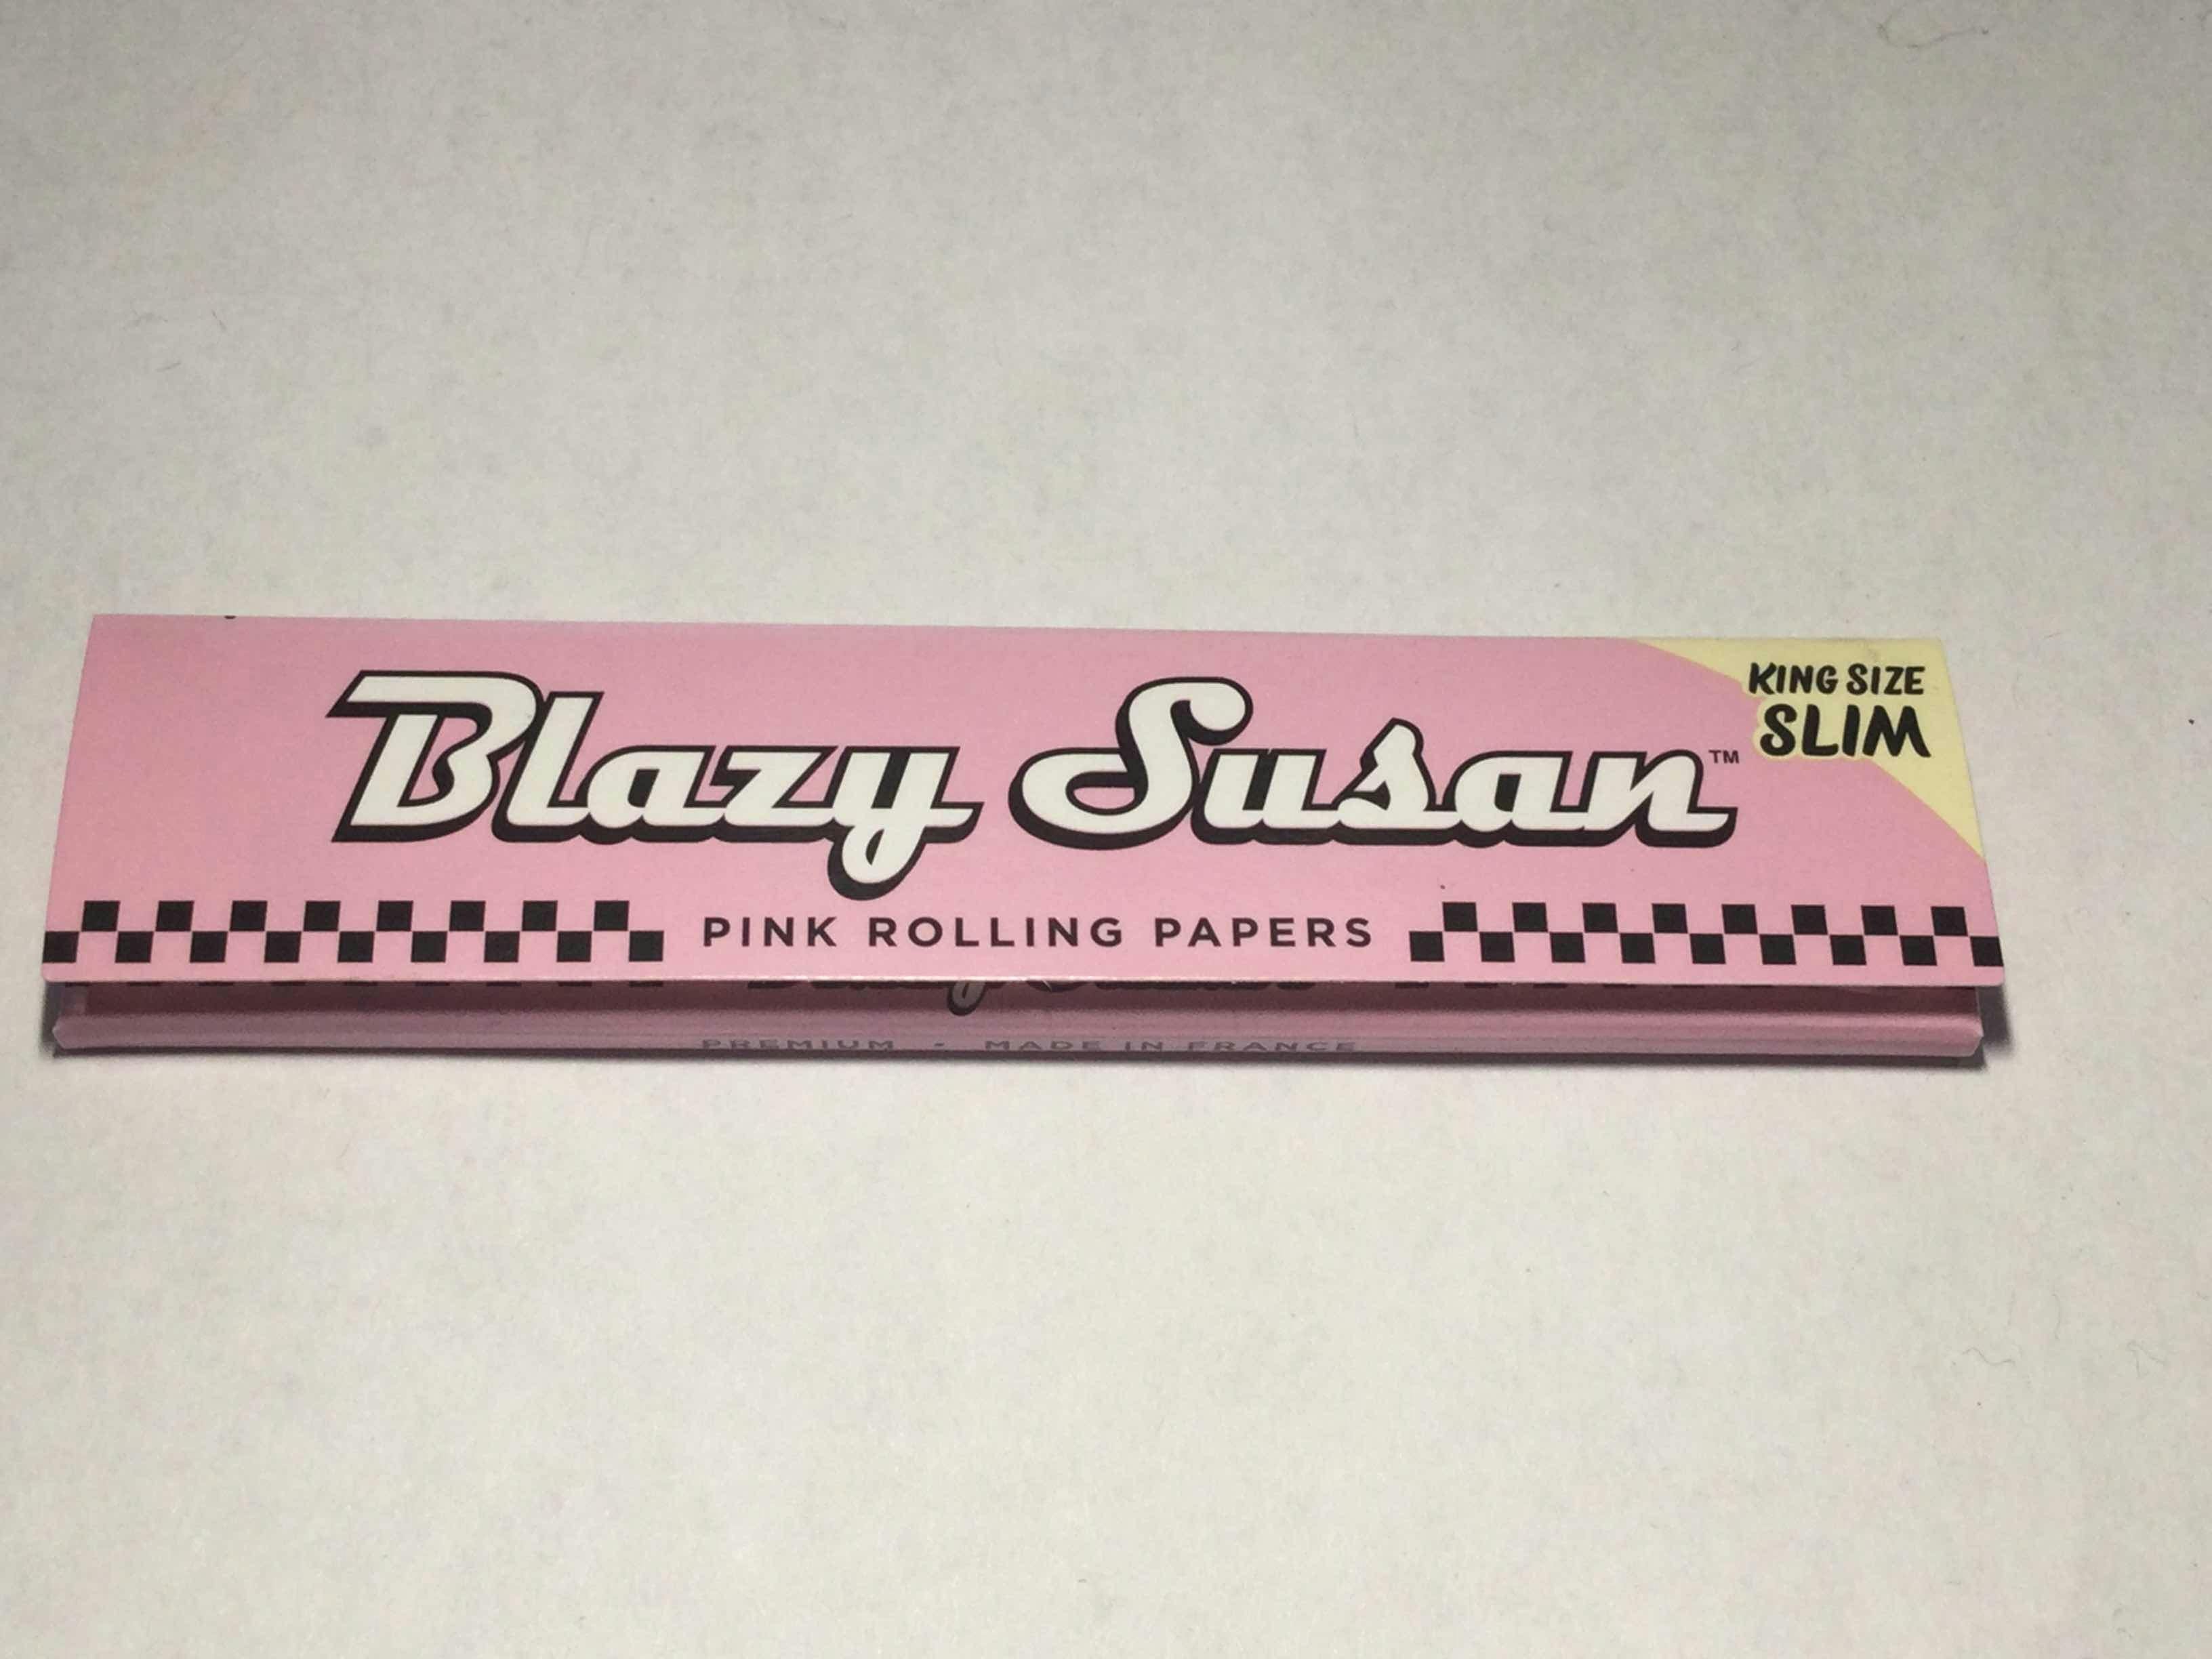 KING SIZE
SLIM
Blazy Susan™
PINK ROLLING PAPERS
PREMIUM · MADE IN FRANCE